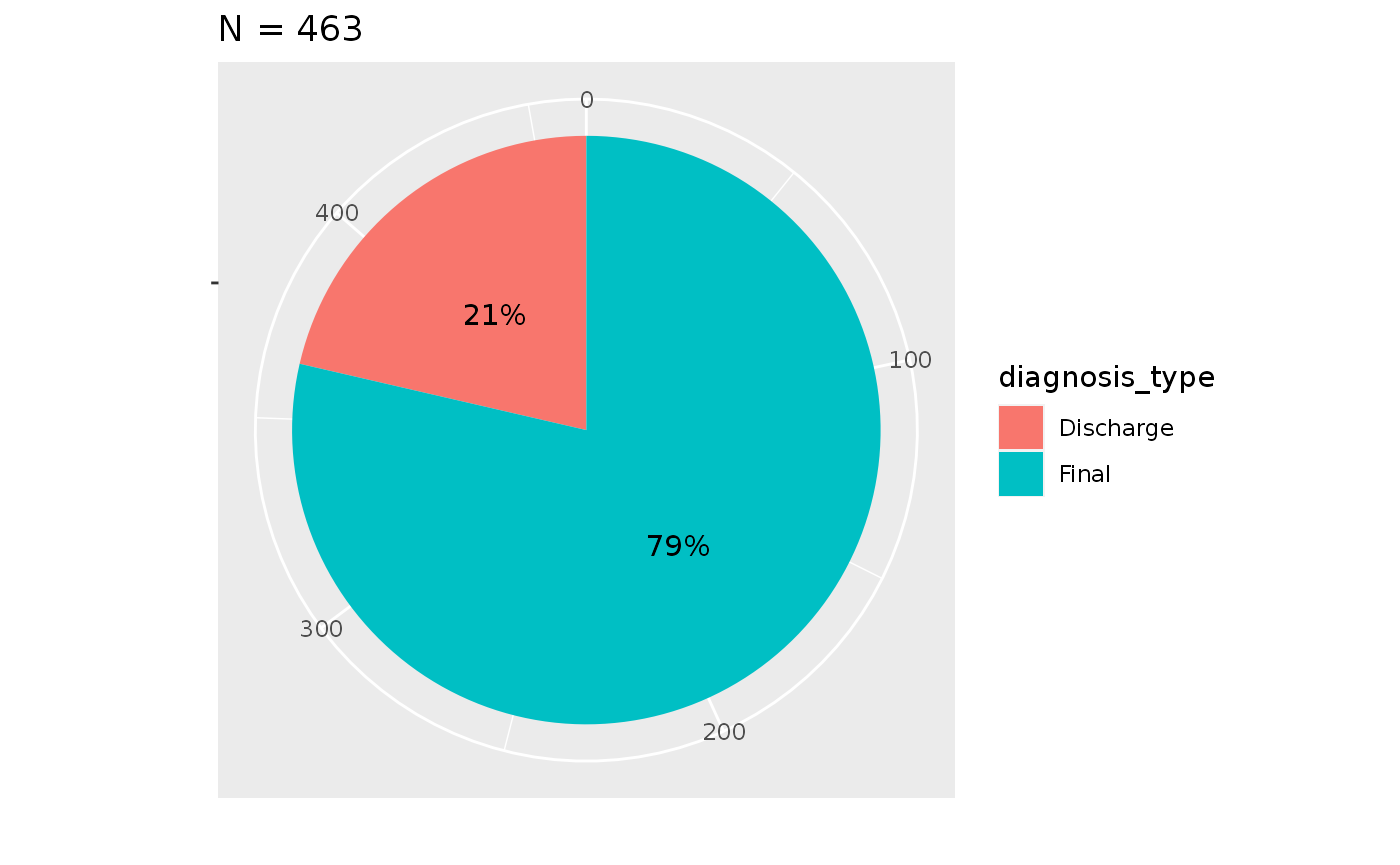 N = 463
0
400
21%
100
diagnosis_type
Discharge
Final
79%
300
200